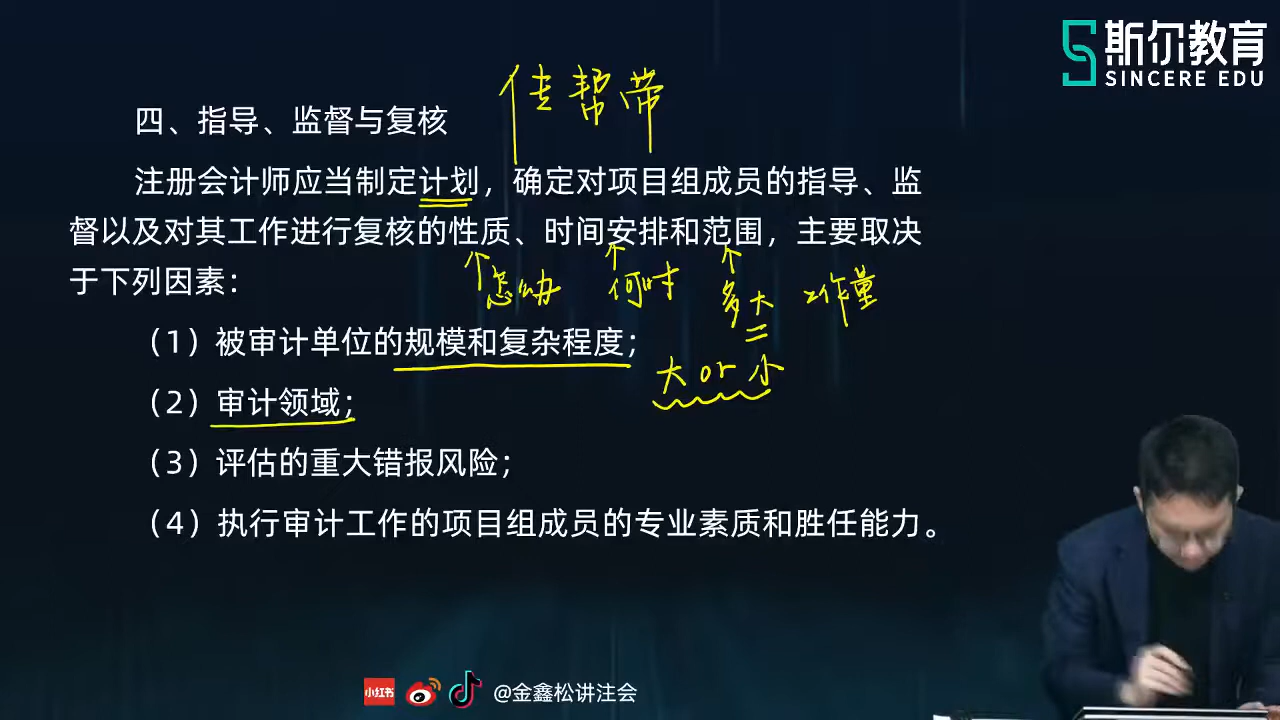 斯尔教育
SINCERE EDU
传帮带
四、指导、监督与复核
注册会计师应当制定计划，确定对项目组成员的指导、监
督以及对其工作进行复核的性质、时间安排和范围，主要取决
于下列因素：
怎么办 何时 多大 工作量
（1）被审计单位的规模和复杂程度；
大 or 小
（2）审计领域；
（3）评估的重大错报风险；
（4）执行审计工作的项目组成员的专业素质和胜任能力。
小红书
@金鑫松讲注会